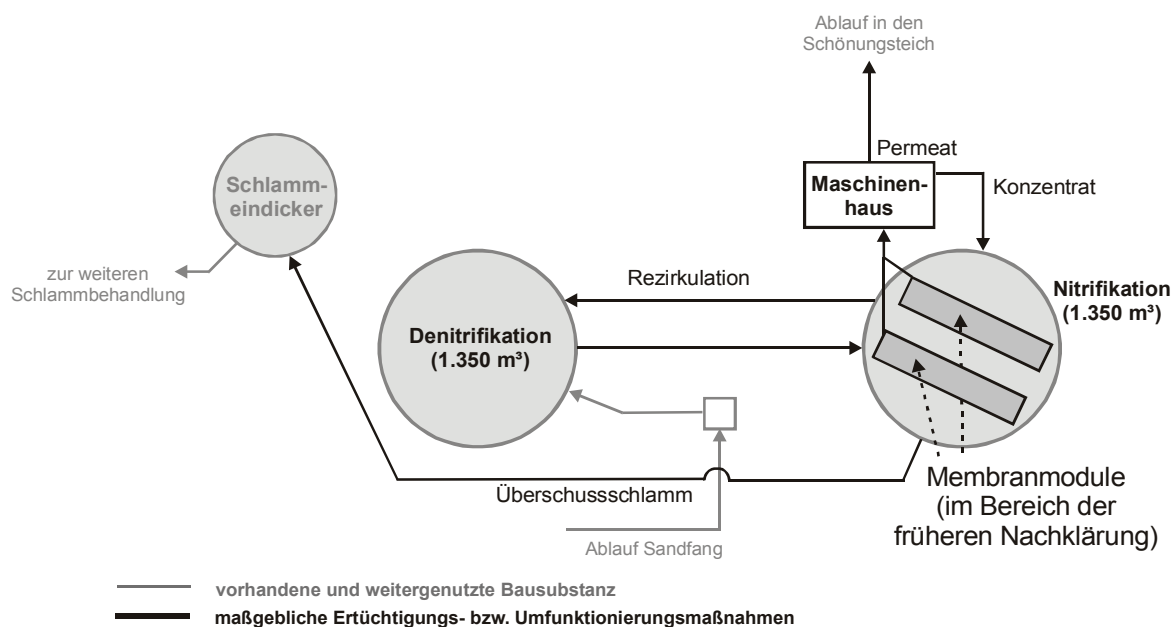 Ablauf in den
Schönungsteich
Permeat
Maschinen-
haus
Konzentrat
Schlamm-
eindicker
zur weiteren
Schlammbehandlung
Rezirkulation
Denitrifikation
(1.350 m³)
Nitrifikation
(1.350 m³)
Überschussschlamm
Membranmodule
(im Bereich der
früheren Nachklärung)
Ablauf Sandfang
vorhandene und weitergenutzte Bausubstanz
maßgebliche Ertüchtigungs- bzw. Umfunktionierungsmaßnahmen